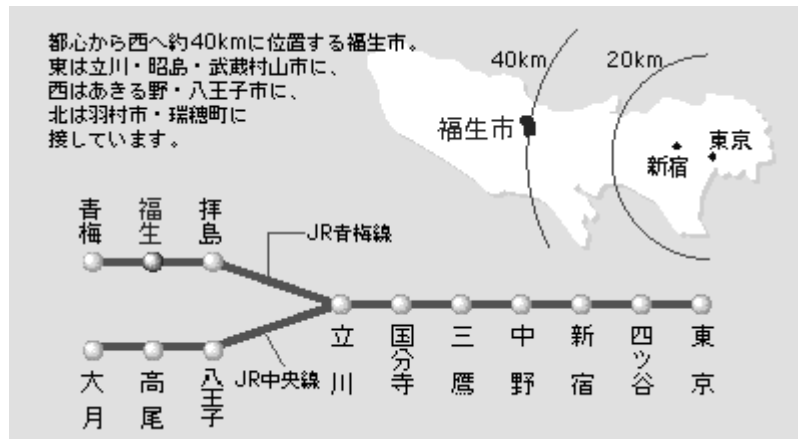 都心から西へ約40kmに位置する福生市。
東は立川・昭島・武蔵村山市に、
西はあきる野・八王子市に、
北は羽村市・瑞穂町に
接しています。
40km
20km
福生市
新宿
東京
青梅
福生
拝島
JR青梅線
立川
国分寺
三鷹
中野
新宿
四ッ谷
東京
大月
高尾
八王子
JR中央線